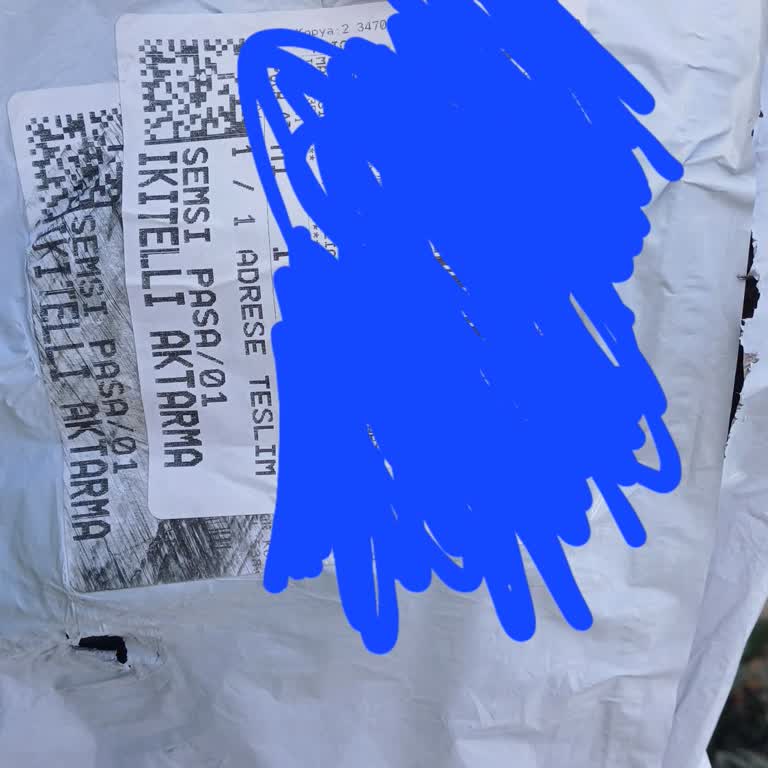 Kapya:2 3470
SEMSI PASA/01
IKITELLI AKTARMA
1 / 1 ADRESE TESLIM
SEMSI PASA/01
IKITELLI AKTARMA